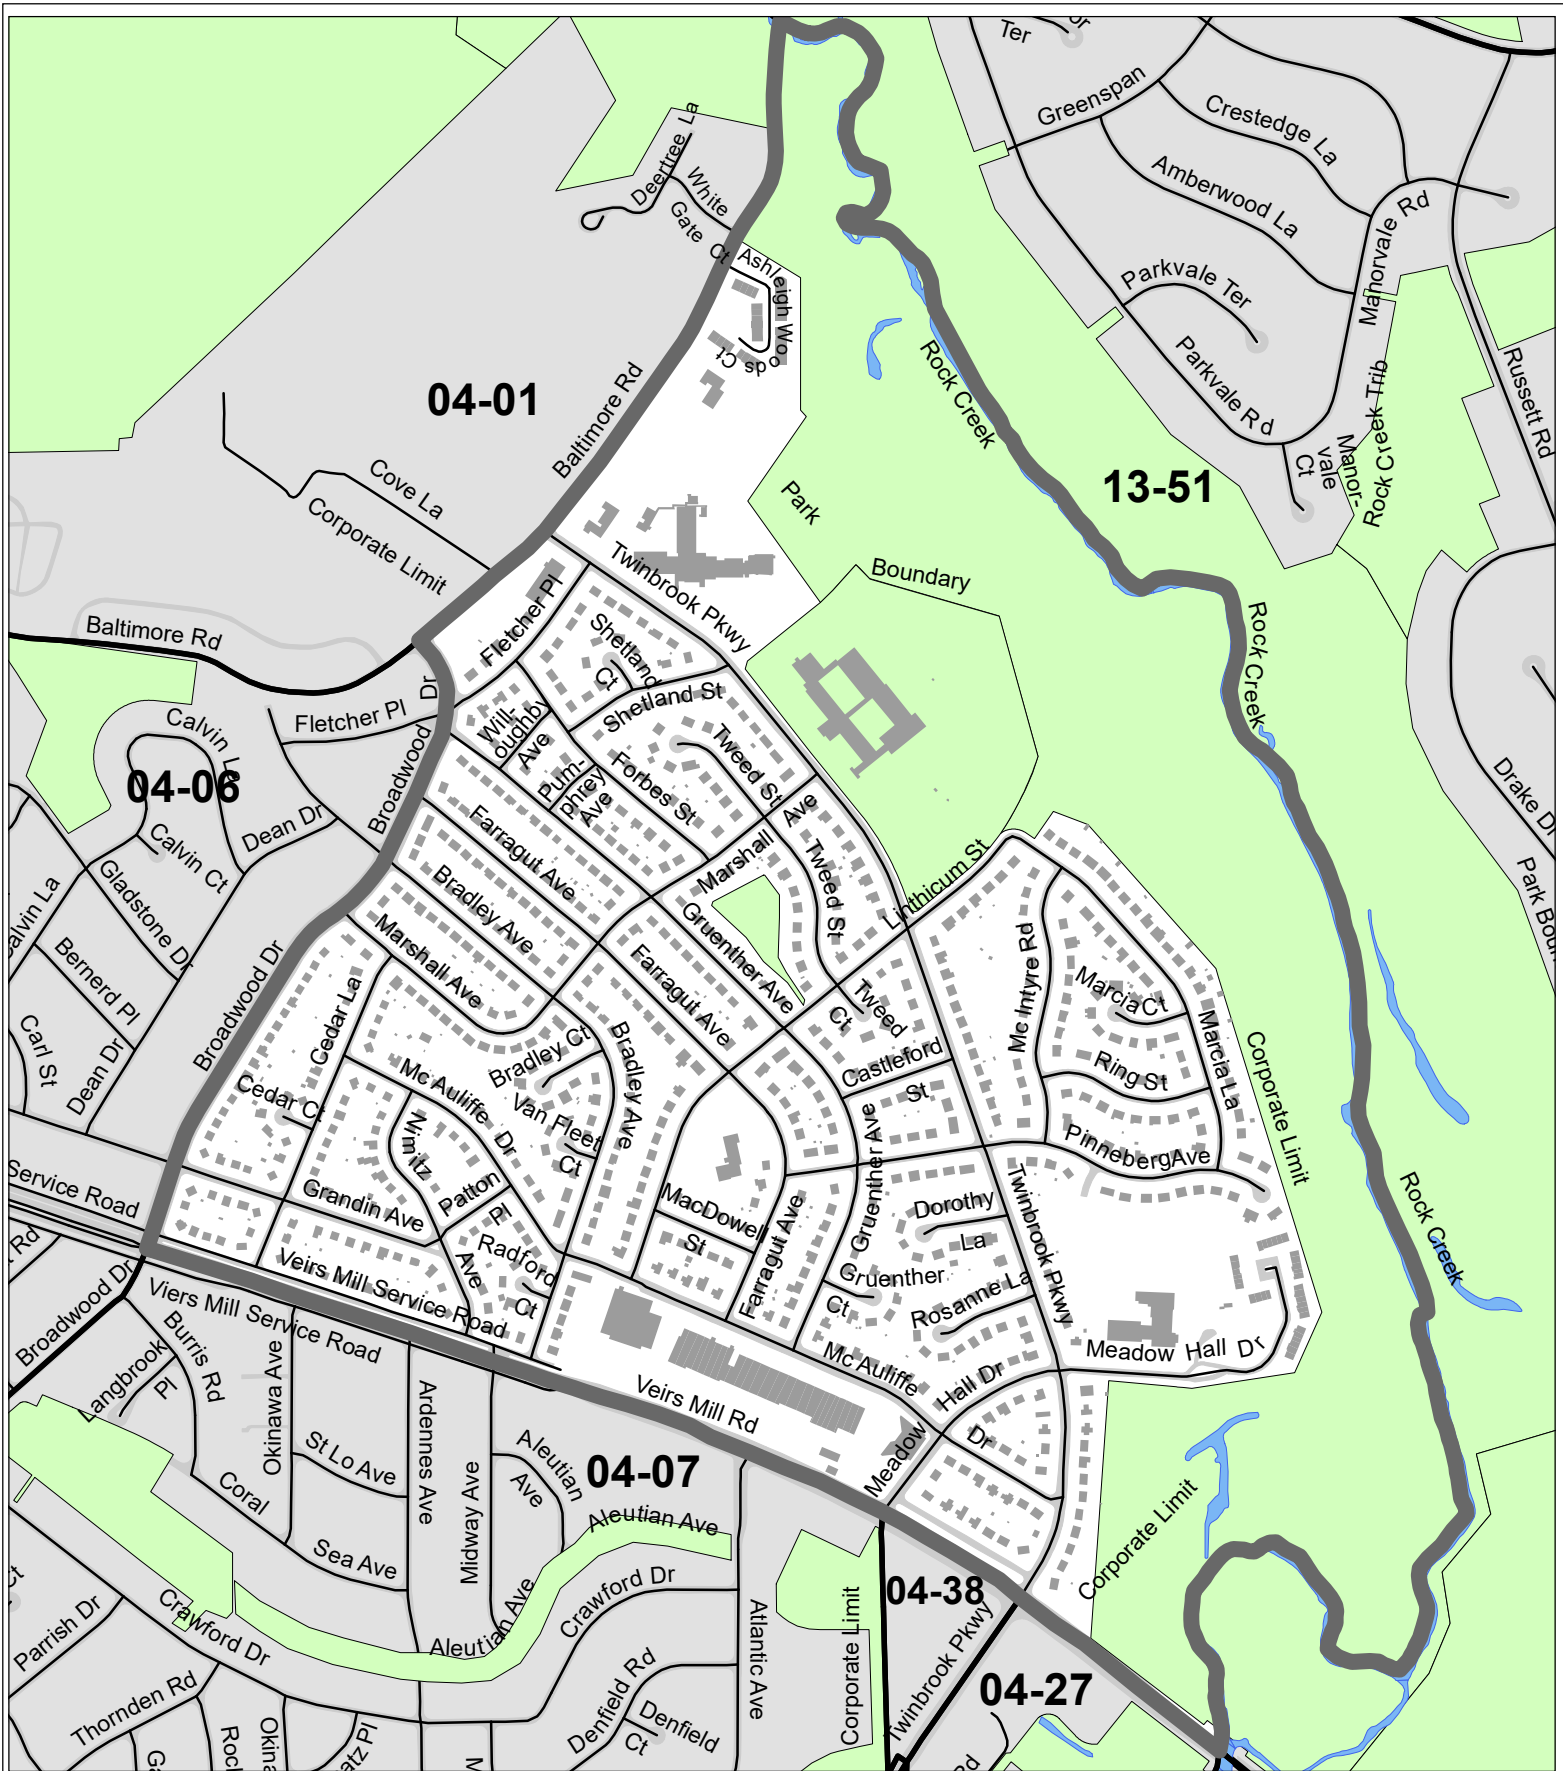 Ter
or
Greenspan
Crestedge La
Amberwood La
Manorvale Rd
Parkvale Ter
Parkvale Rd
Manor-
vale
Ct
Rock Creek Trib
Russett Rd
Deertree La
White
Gate Ct
Ashleigh Wo
ods Ct
04-01
Baltimore Rd
Rock Creek
13-51
Cove La
Corporate Limit
Park
Boundary
Twinbrook Pkwy
Baltimore Rd
Fletcher Pl
Shetland
Ct
Shetland St
Rock Creek
Calvin La
Fletcher Pl
Broadwood Dr
Will-
oughby
Ave
Pum-
phrey
Ave
Forbes St
Tweed St
04-06
Drake Dr
Dean Dr
Calvin Ct
Gladstone Dr
Calvin La
Bernerd Pl
Carl St
Dean Dr
Farragut Ave
Bradley Ave
Marshall Ave
Marshall
Ave
Tweed St
Linthicum St
Park Boun
Gruenther Ave
Farragut Ave
Broadwood Dr
Cedar La
Cedar Ct
Mc Auliffe
Dr
Bradley Ct
Bradley Ave
Van Fleet
Ct
Tweed
Ct
Castleford
St
Mc Intyre Rd
Marcia Ct
Marcia La
Ring St
Pinneberg Ave
Corporate Limit
Nimitz
Patton
Pl
Ave
Grandin Ave
MacDowell
St
Farragut Ave
Gruenther Ave
Dorothy
La
Twinbrook Pkwy
Rock Creek
Service Road
t Rd
Veirs Mill Service Road
Radford
Ct
Gruenther
Ct
Rosanne La
Meadow Hall Dr
Broadwood Dr
Viers Mill Service Road
Burris Rd
Langbrook
Pl
Okinawa Ave
Veirs Mill Rd
Mc Auliffe
Dr
Meadow
Hall Dr
Ardennes Ave
Midway Ave
St Lo Ave
Aleutian
Ave
04-07
Aleutian Ave
Coral
Sea Ave
Corporate Limit
04-38
Crawford Dr
Aleutian Ave
Crawford Dr
Ct
Parrish Dr
Thornden Rd
Atlantic Ave
Corporate Limit
Twinbrook Pkwy
04-27
Denfield Rd
Denfield
Ct
Ga
Rocl
Okina
atz Pl
M
Rd